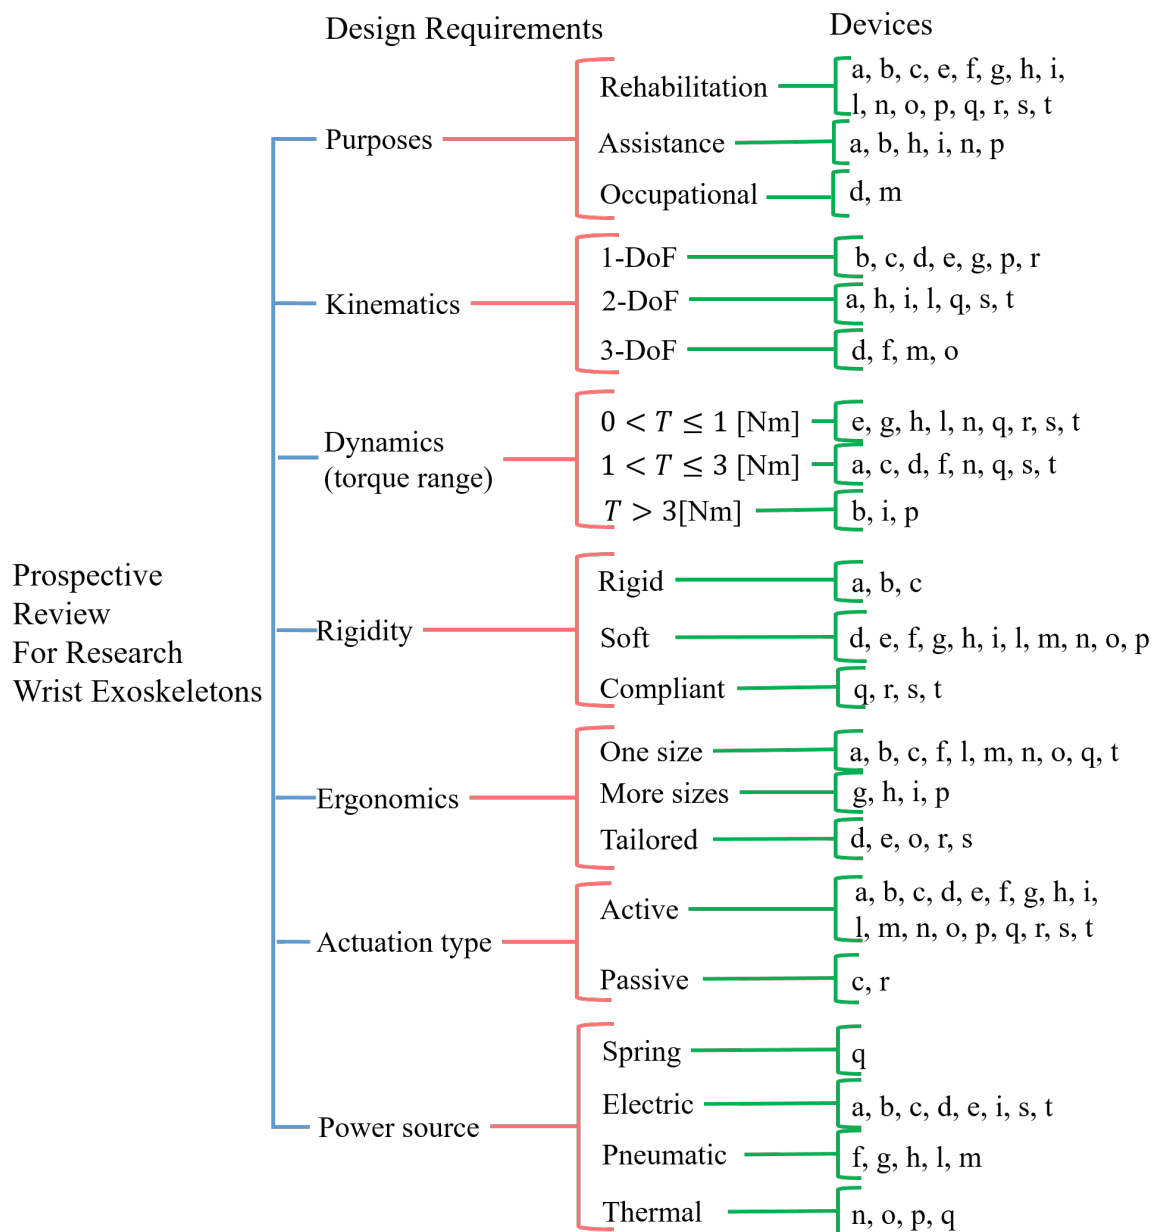 Design Requirements
Devices
Prospective
Review
For Research
Wrist Exoskeletons
Purposes
Rehabilitation
a, b, c, e, f, g, h, i,
l, n, o, p, q, r, s, t
Assistance
a, b, h, i, n, p
Occupational
d, m
Kinematics
1-DoF
b, c, d, e, g, p, r
2-DoF
a, h, i, l, q, s, t
3-DoF
d, f, m, o
Dynamics
(torque range)
0 < T ≤ 1 [Nm]
e, g, h, l, n, q, r, s, t
1 < T ≤ 3 [Nm]
a, c, d, f, n, q, s, t
T > 3[Nm]
b, i, p
Rigidity
Rigid
a, b, c
Soft
d, e, f, g, h, i, l, m, n, o, p
Compliant
q, r, s, t
Ergonomics
One size
a, b, c, f, l, m, n, o, q, t
More sizes
g, h, i, p
Tailored
d, e, o, r, s
Actuation type
Active
a, b, c, d, e, f, g, h, i,
l, m, n, o, p, q, r, s, t
Passive
c, r
Power source
Spring
q
Electric
a, b, c, d, e, i, s, t
Pneumatic
f, g, h, l, m
Thermal
n, o, p, q